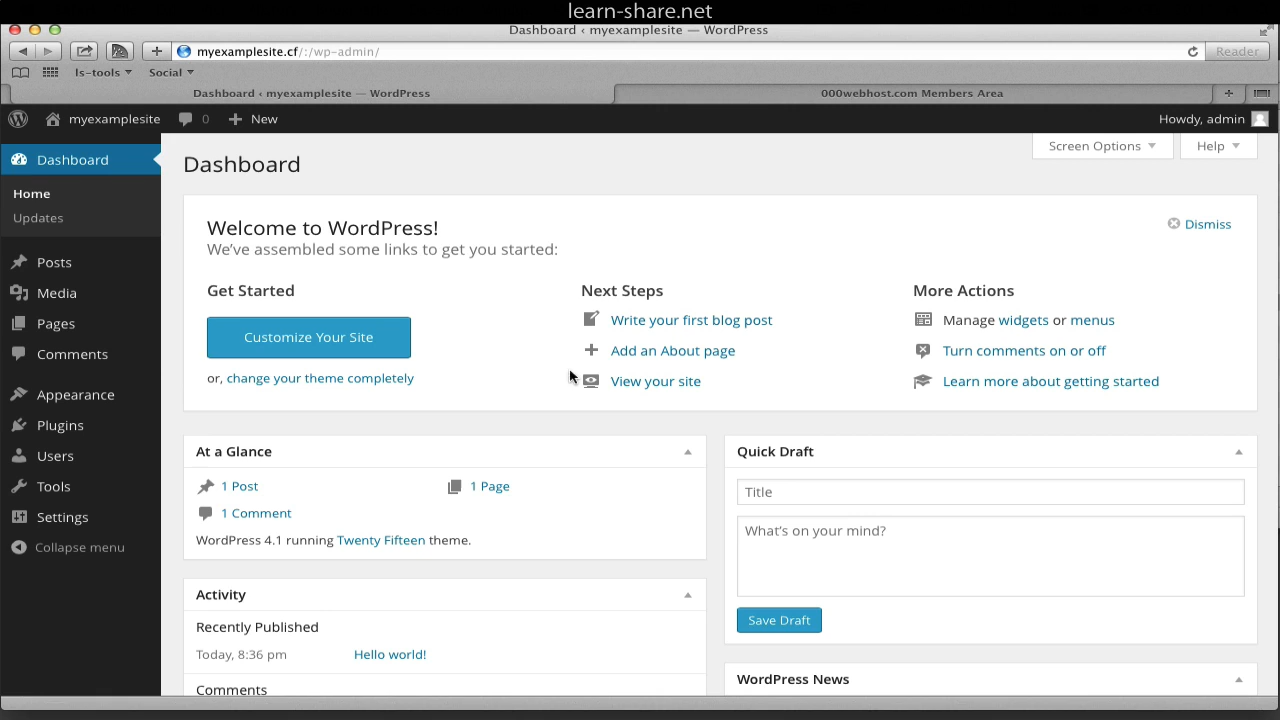 learn-share.net
Dashboard ‹ myexamplesite — WordPress
myexamplesite.cf/:/wp-admin/
Reader
ls-tools
Social
Dashboard ‹ myexamplesite — WordPress
000webhost.com Members Area
myexamplesite
0
New
Howdy, admin
Dashboard
Home
Updates
Posts
Media
Pages
Comments
Appearance
Plugins
Users
Tools
Settings
Collapse menu
Screen Options
Help
Dashboard
Welcome to WordPress!
We've assembled some links to get you started:
Dismiss
Get Started
Customize Your Site
or, change your theme completely
Next Steps
Write your first blog post
Add an About page
View your site
More Actions
Manage widgets or menus
Turn comments on or off
Learn more about getting started
At a Glance
1 Post
1 Page
1 Comment
WordPress 4.1 running Twenty Fifteen theme.
Activity
Recently Published
Today, 8:36 pm
Hello world!
Comments
Quick Draft
Title
What's on your mind?
Save Draft
WordPress News